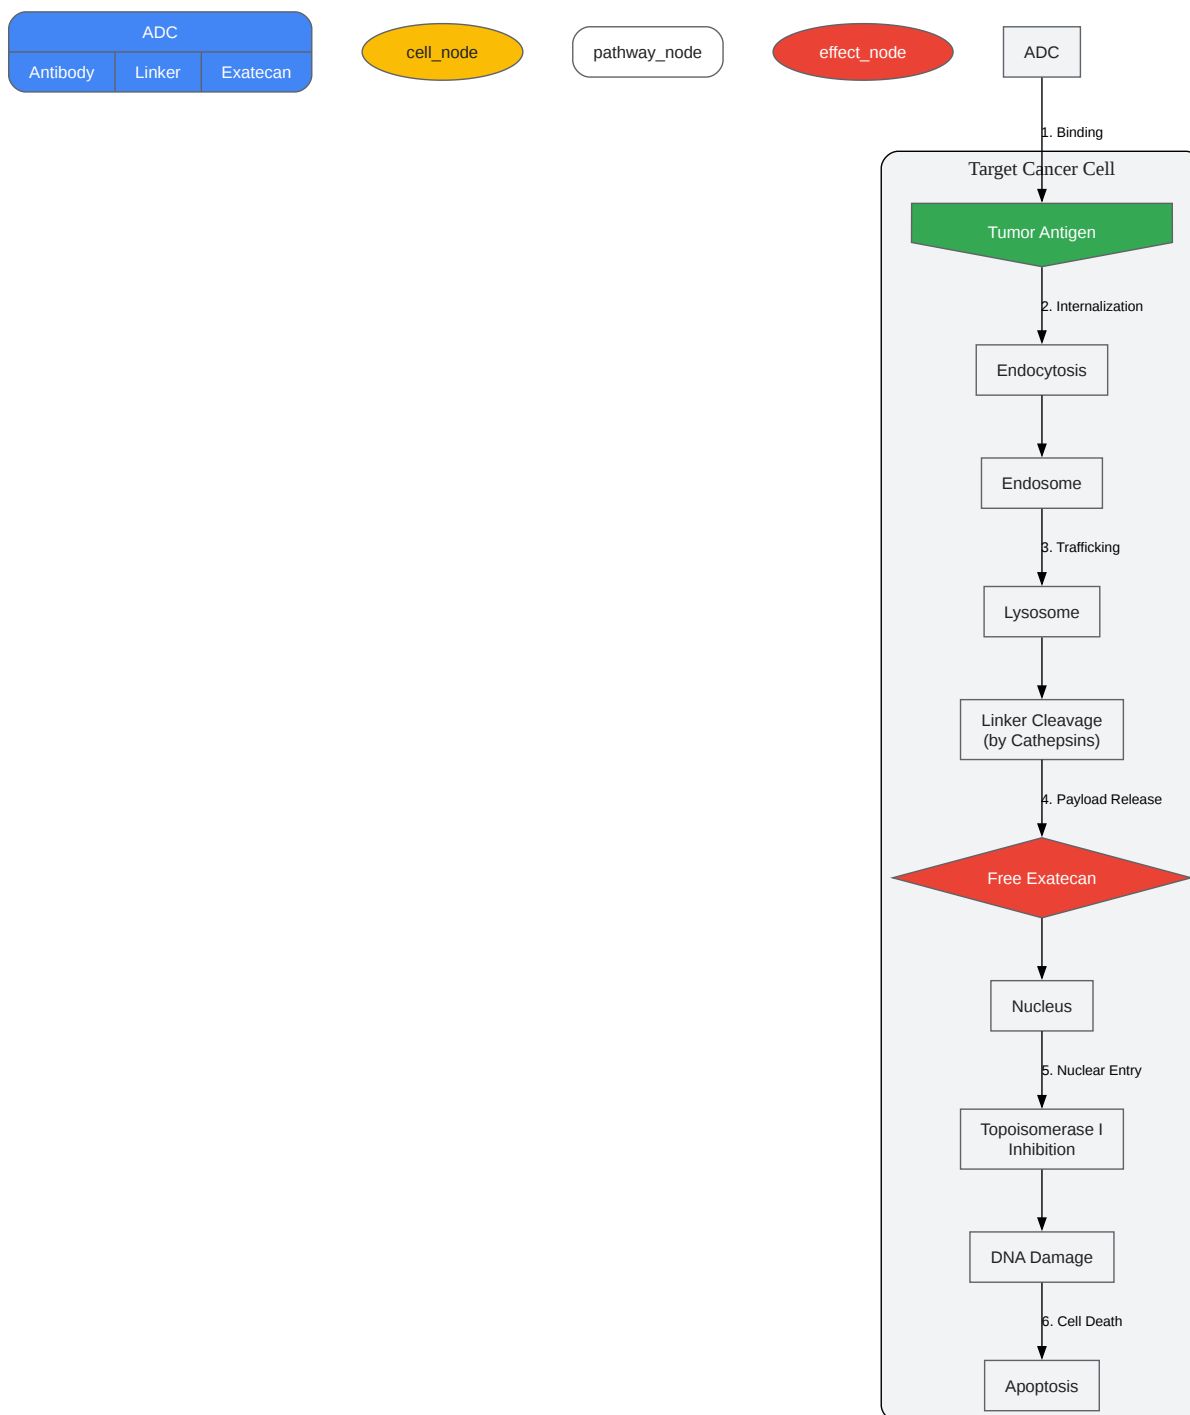 ADC
Antibody
Linker
Exatecan
cell_node
pathway_node
effect_node
ADC
1. Binding
Target Cancer Cell
Tumor Antigen
2. Internalization
Endocytosis
Endosome
3. Trafficking
Lysosome
Linker Cleavage
(by Cathepsins)
4. Payload Release
Free Exatecan
Nucleus
5. Nuclear Entry
Topoisomerase I
Inhibition
DNA Damage
6. Cell Death
Apoptosis